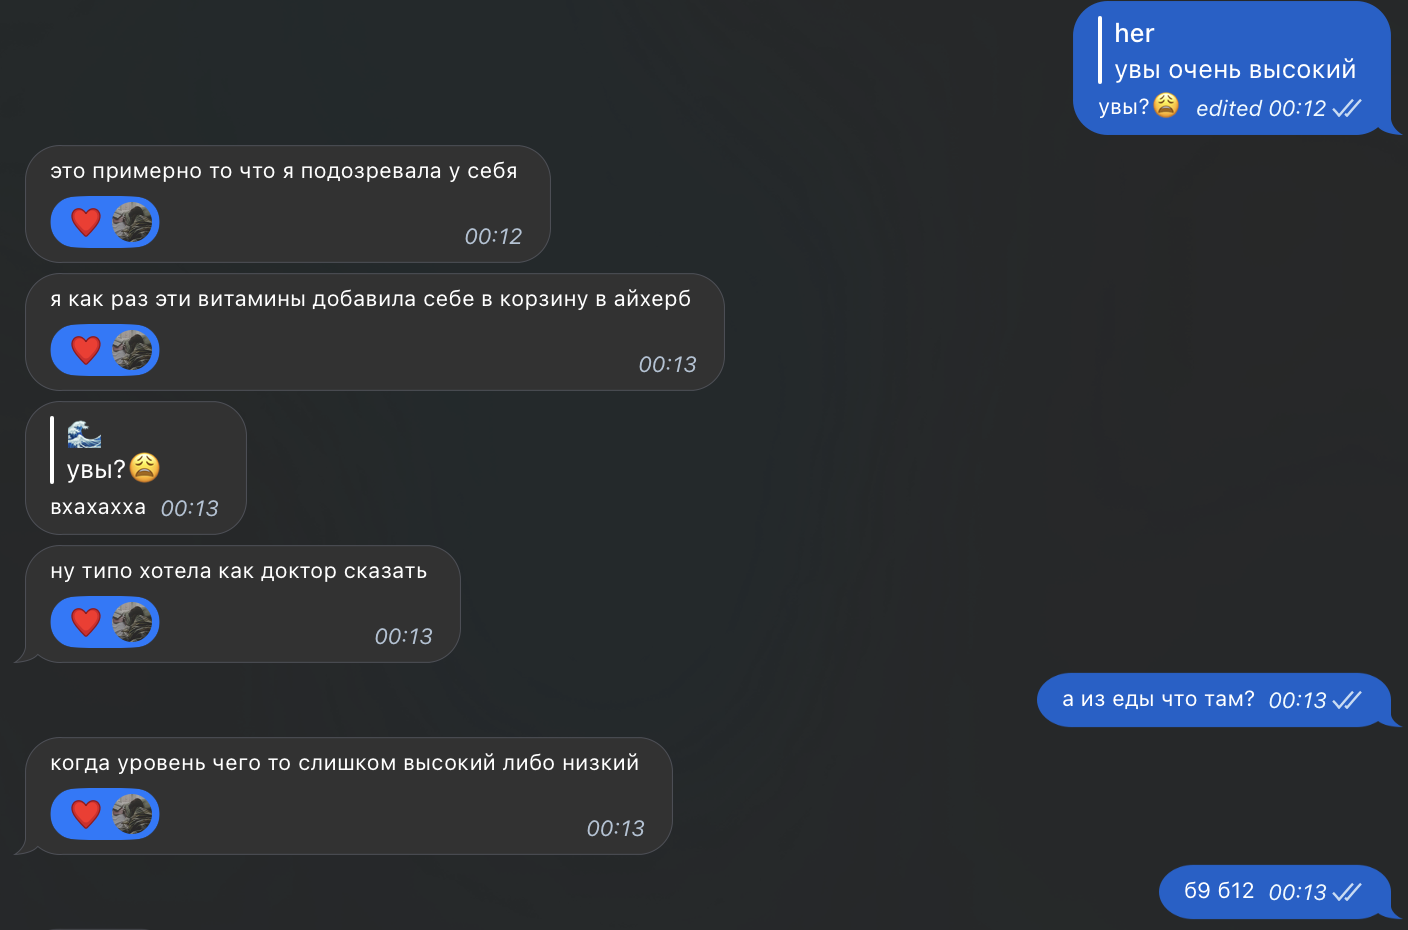 her
увы очень высокий
увы?😩 edited 00:12
это примерно то что я подозревала у себя
00:12
я как раз эти витамины добавила себе в корзину в айхерб
00:13
🌊
увы?😩
вхахахха 00:13
ну типо хотела как доктор сказать
00:13
а из еды что там? 00:13
когда уровень чего то слишком высокий либо низкий
00:13
б9 б12 00:13